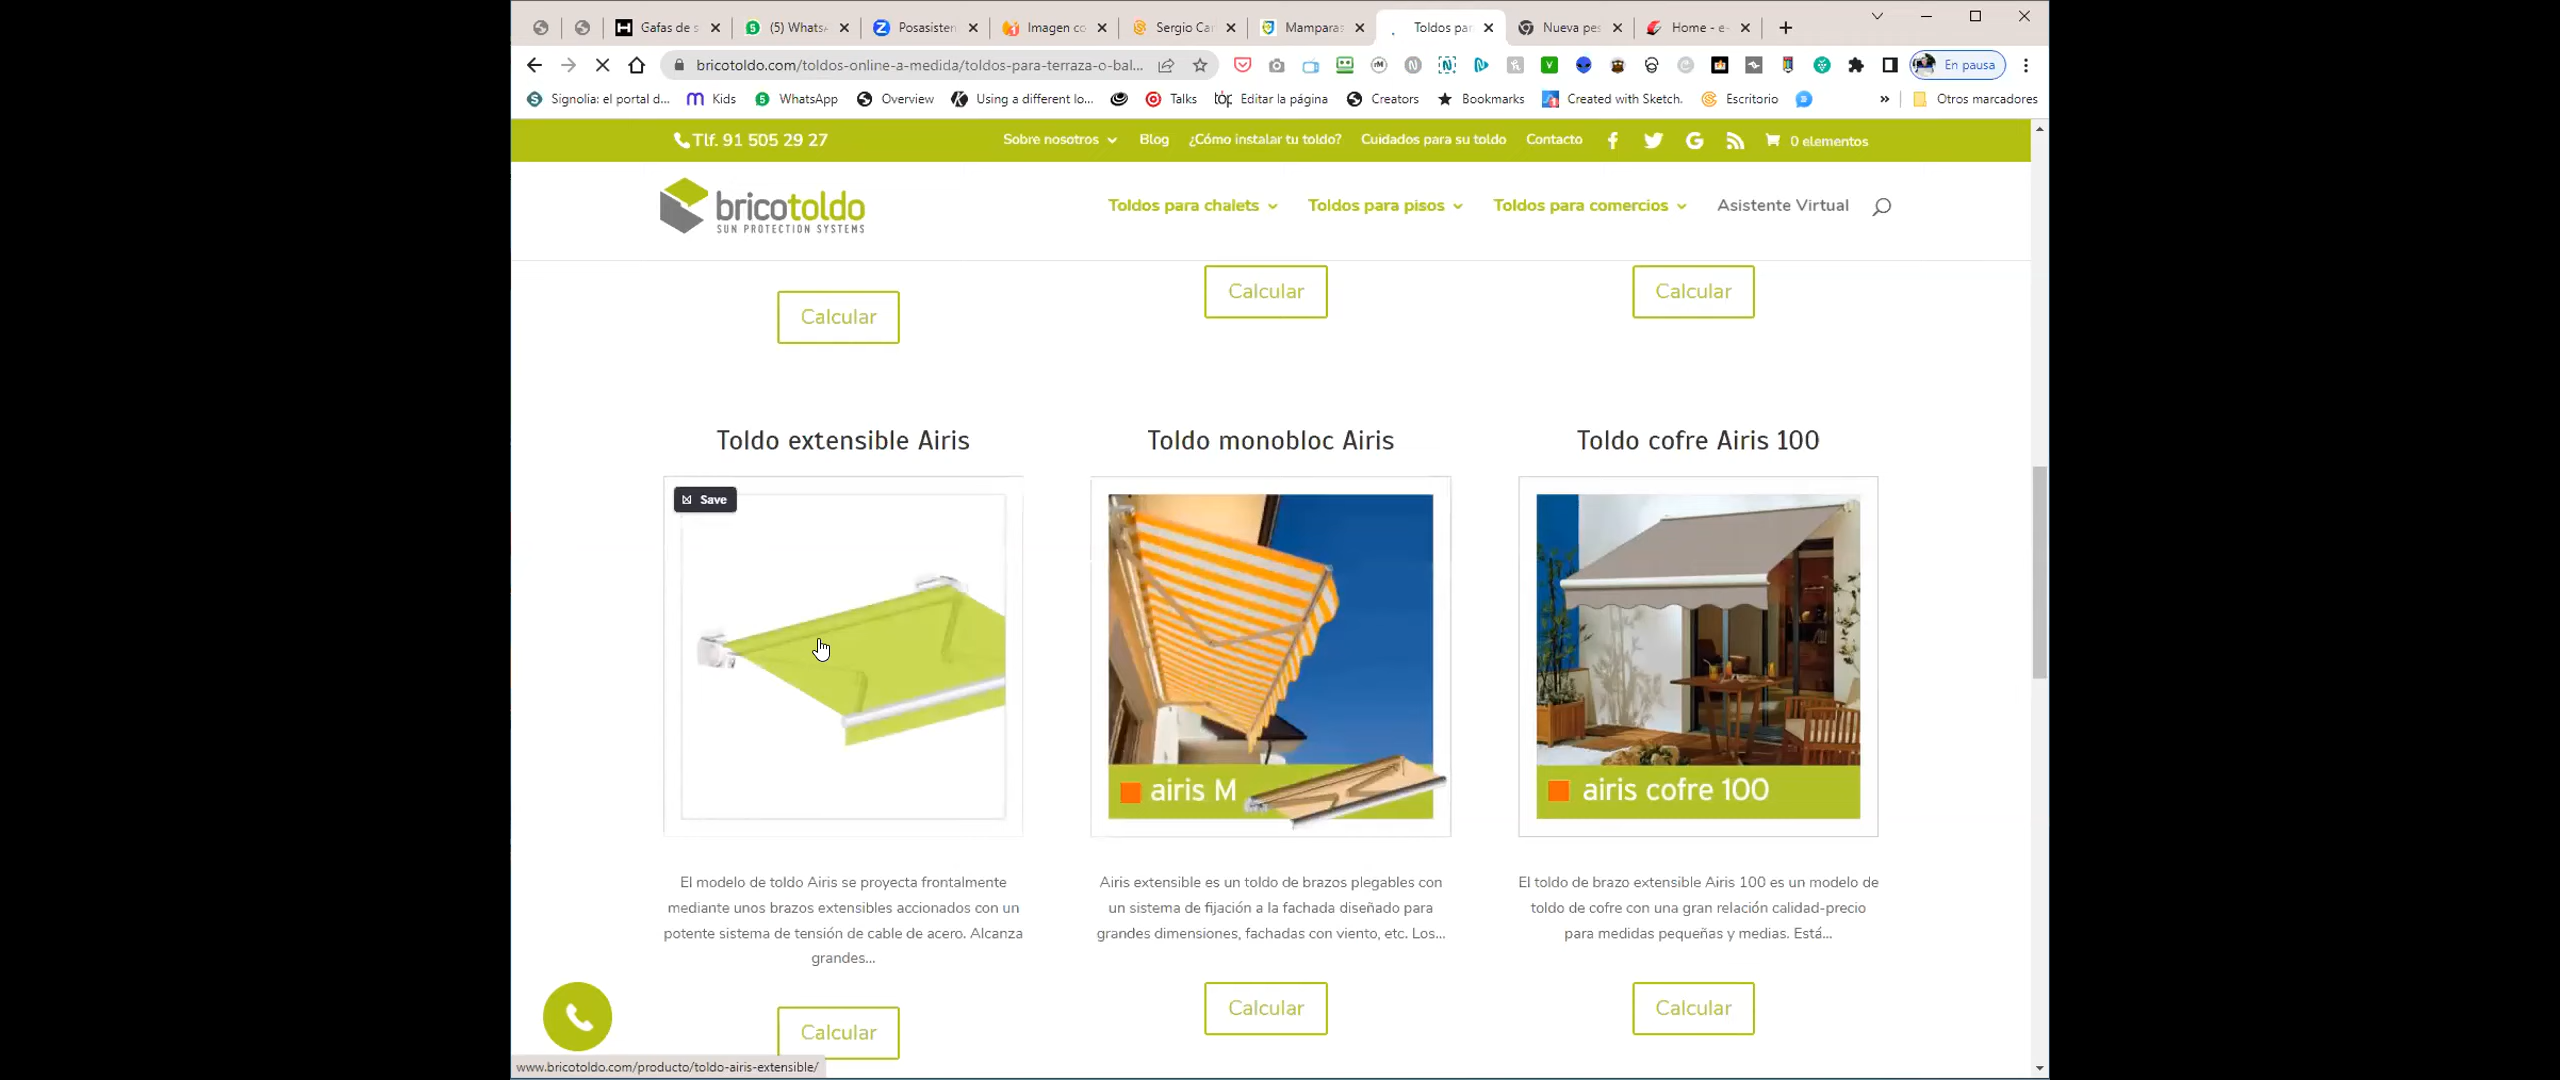 Gafas de s
(5) Whats
Posasisten
Imagen co
Sergio Car
Mamparas
Toldos par
Nueva pes
Home - e-
bricotoldo.com/toldos-online-a-medida/toldos-para-terraza-o-bal...
En pausa
Signolia: el portal d...
Kids
WhatsApp
Overview
Using a different lo...
Talks
Editar la página
Creators
Bookmarks
Created with Sketch.
Escritorio
»
Otros marcadores
Tlf. 91 505 29 27
Sobre nosotros
Blog
¿Cómo instalar tu toldo?
Cuidados para su toldo
Contacto
0 elementos
bricotoldo
SUN PROTECTION SYSTEMS
Toldos para chalets
Toldos para pisos
Toldos para comercios
Asistente Virtual
Calcular
Calcular
Calcular
Toldo extensible Airis
Save
El modelo de toldo Airis se proyecta frontalmente
mediante unos brazos extensibles accionados con un
potente sistema de tensión de cable de acero. Alcanza
grandes...
Calcular
Toldo monobloc Airis
airis M
Airis extensible es un toldo de brazos plegables con
un sistema de fijación a la fachada diseñado para
grandes dimensiones, fachadas con viento, etc. Los...
Calcular
Toldo cofre Airis 100
airis cofre 100
El toldo de brazo extensible Airis 100 es un modelo de
toldo de cofre con una gran relación calidad-precio
para medidas pequeñas y medias. Está...
Calcular
www.bricotoldo.com/producto/toldo-airis-extensible/